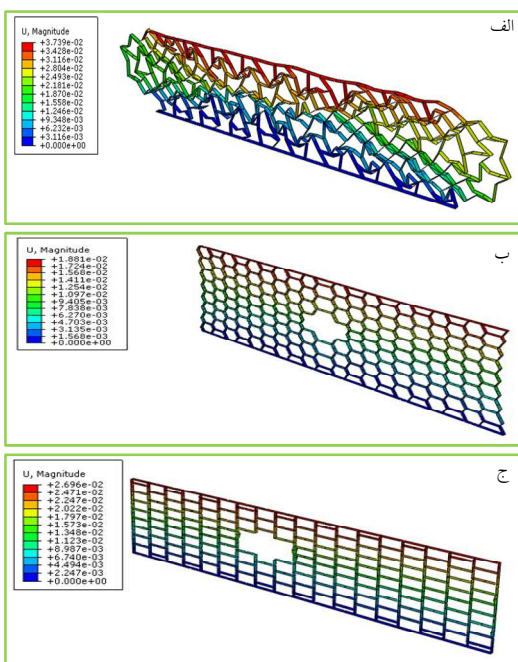 الف
U, Magnitude
+3.739e-02
+3.428e-02
+3.116e-02
+2.804e-02
+2.493e-02
+2.181e-02
+1.870e-02
+1.558e-02
+1.246e-02
+9.348e-03
+6.232e-03
+3.116e-03
+0.000e+00
ب
U, Magnitude
+1.881e-02
+1.724e-02
+1.568e-02
+1.411e-02
+1.254e-02
+1.097e-02
+9.405e-03
+7.838e-03
+6.270e-03
+4.703e-03
+3.135e-03
+1.568e-03
+0.000e+00
ج
U, Magnitude
+2.696e-02
+2.471e-02
+2.247e-02
+2.022e-02
+1.797e-02
+1.573e-02
+1.348e-02
+1.123e-02
+8.987e-03
+6.740e-03
+4.494e-03
+2.247e-03
+0.000e+00